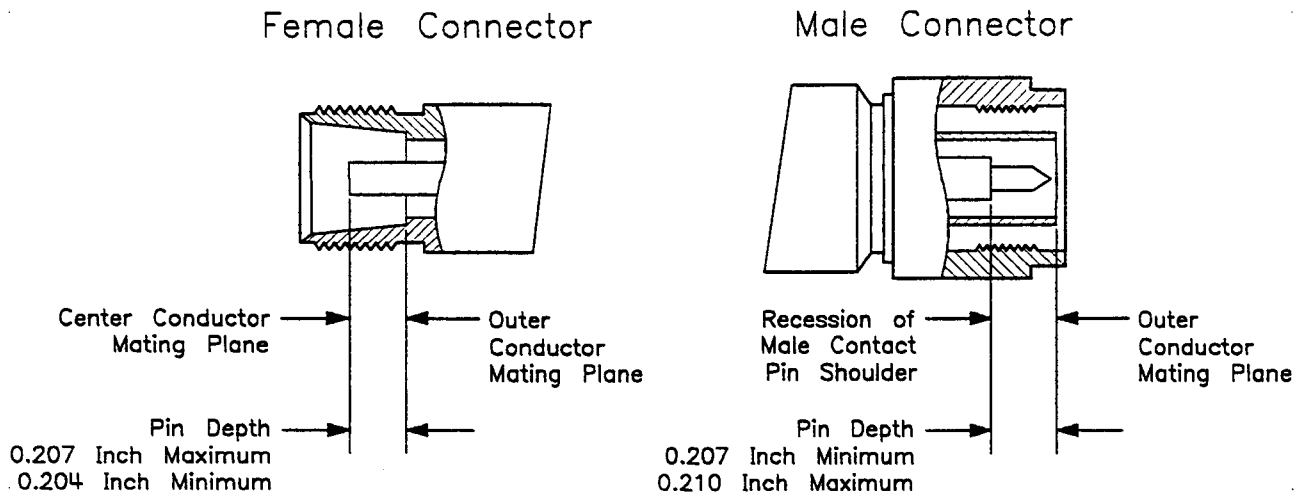 Female Connector
Male Connector
Center Conductor
Mating Plane
Outer
Conductor
Mating Plane
Pin Depth
0.207 Inch Maximum
0.204 Inch Minimum
Recession of
Male Contact
Pin Shoulder
Outer
Conductor
Mating Plane
Pin Depth
0.207 Inch Minimum
0.210 Inch Maximum